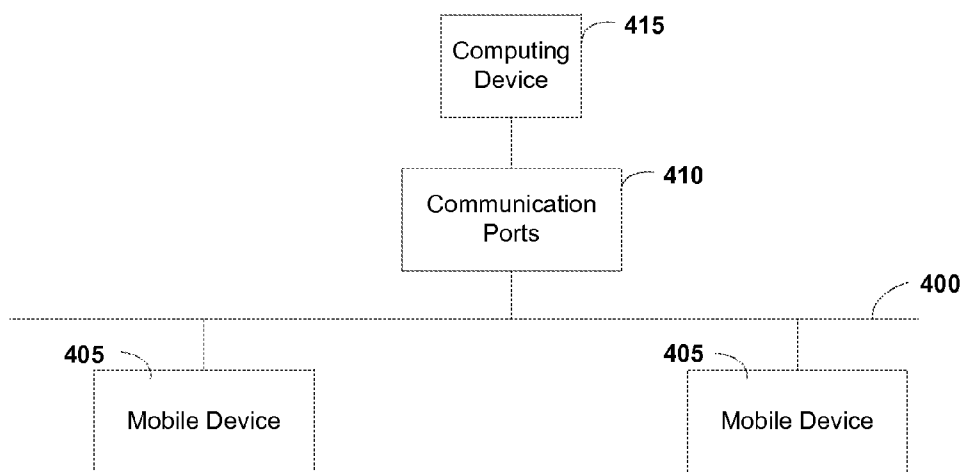 415
Computing
Device
410
Communication
Ports
400
405
405
Mobile Device
Mobile Device